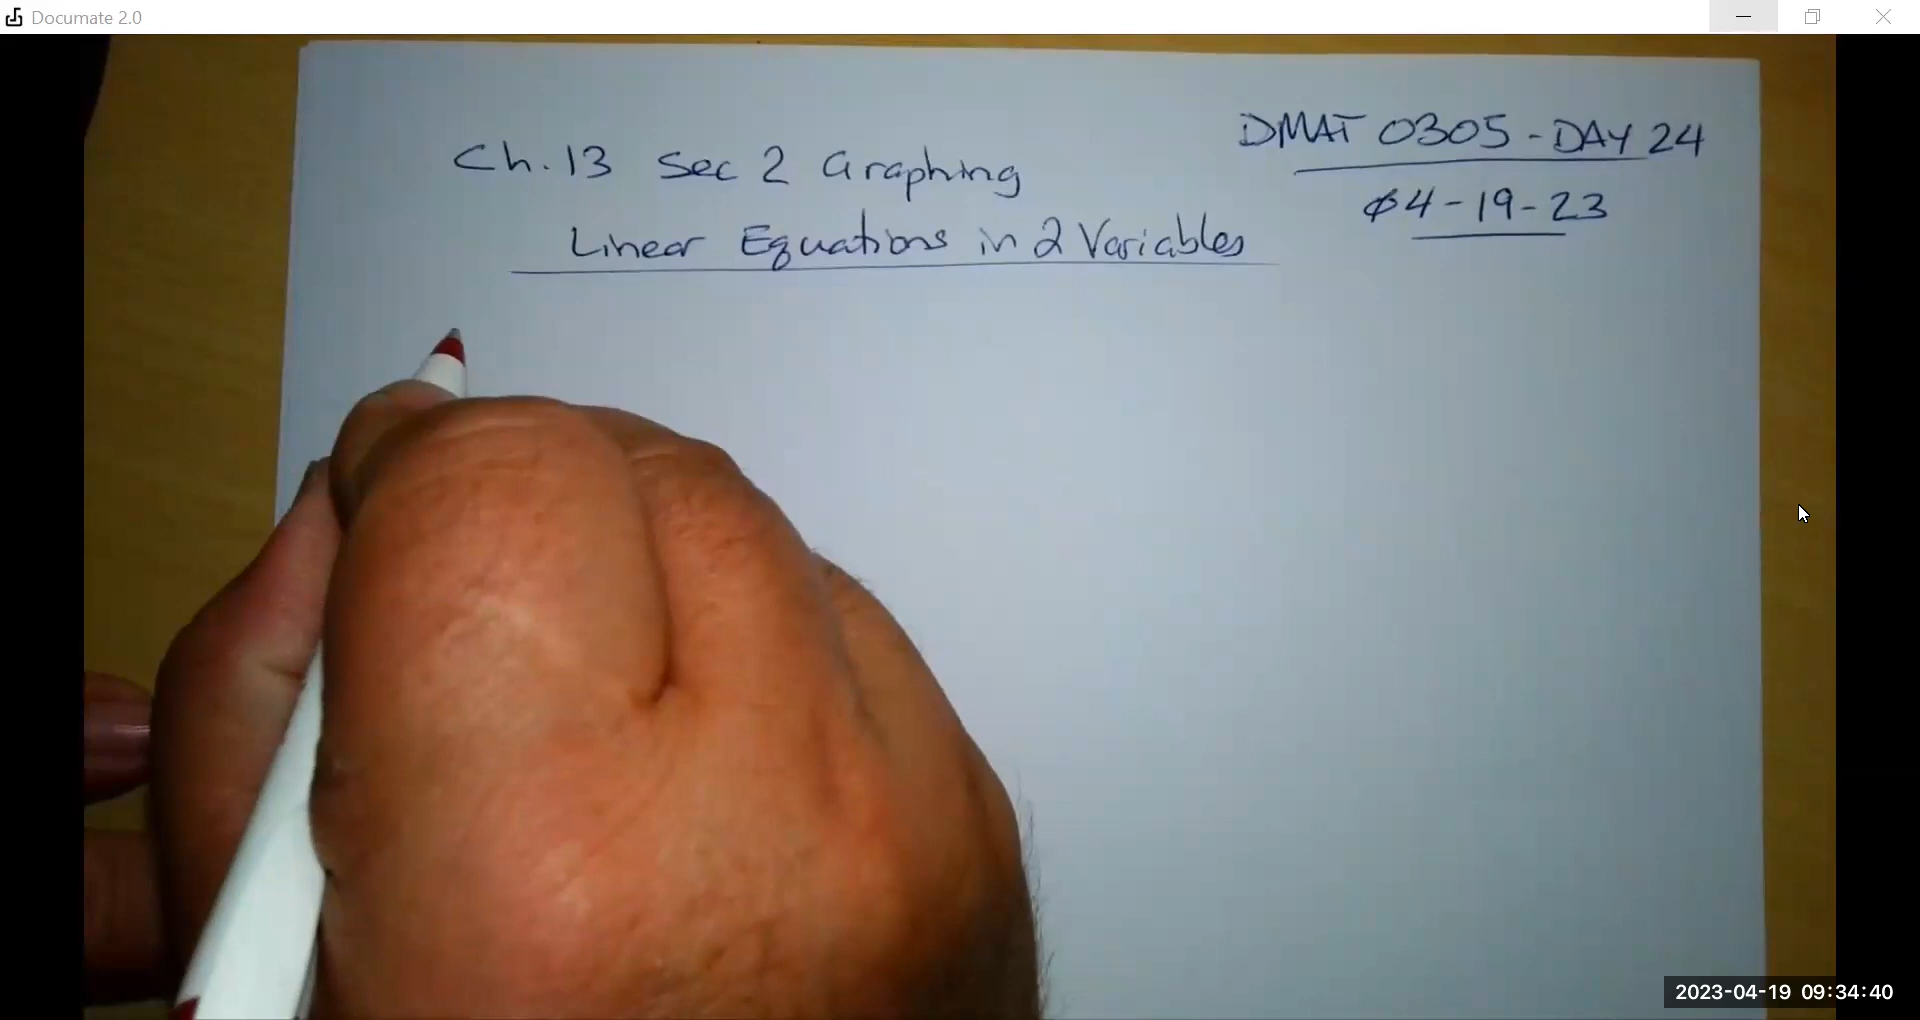 Documate 2.0
DMAT 0305 - DAY 24
04-19-23
Ch. 13 Sec 2 Graphing
Linear Equations in 2 Variables
2023-04-19 09:34:40